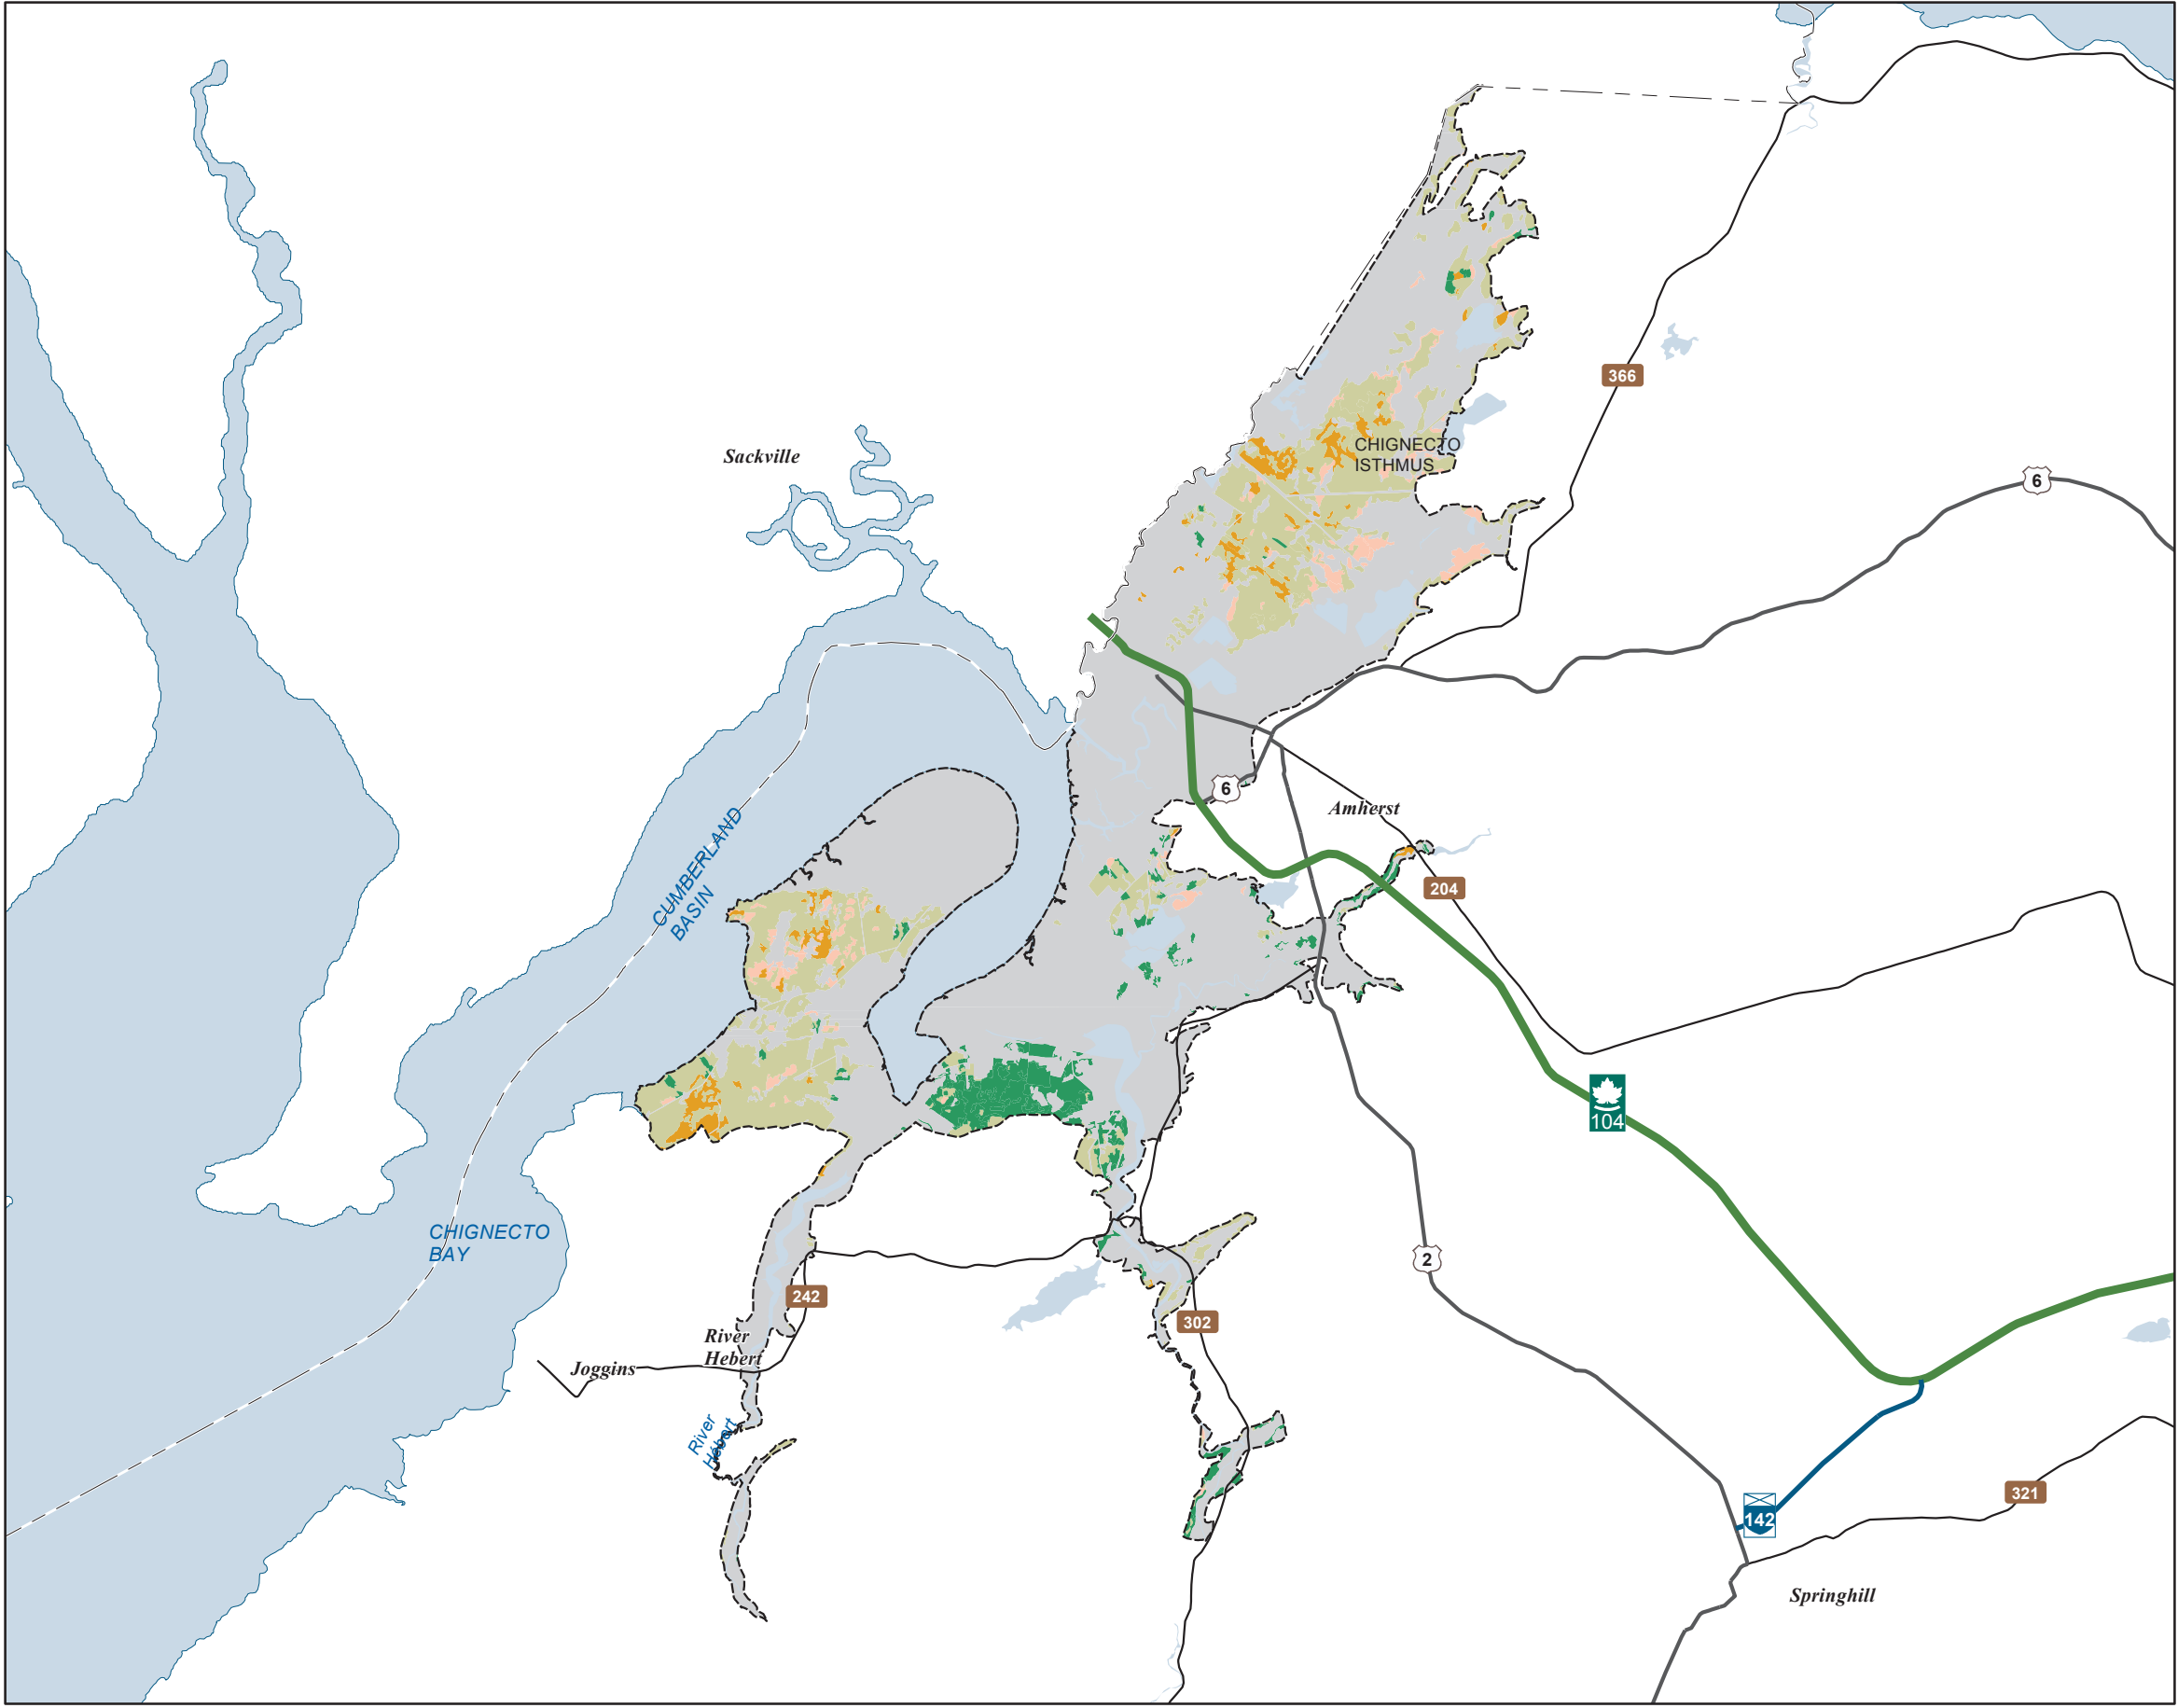 366
CHIGNECTO
ISTHMUS
Sackville
6
6
Amherst
CUMBERLAND
BASIN
204
104
CHIGNECTO
BAY
2
242
302
River
Hebert
Joggins
River
Hébert
321
142
Springhill